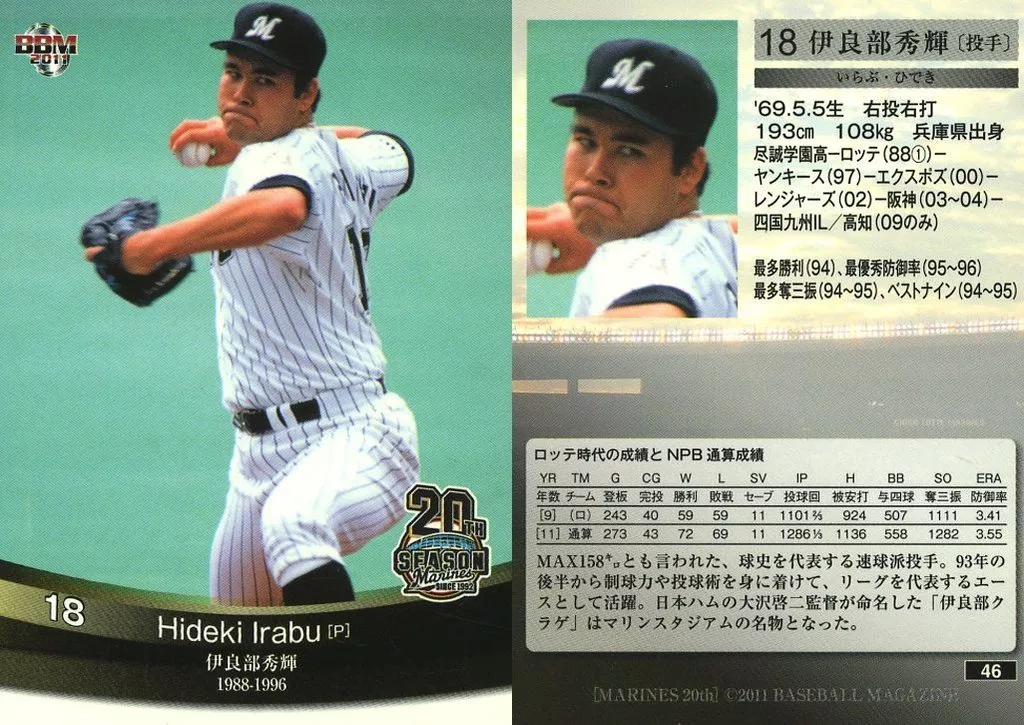 BBM
2011
M
20TH
SEASON
Marines
SINCE 1992
18
Hideki Irabu [P]
伊良部秀輝
1988-1996
M
18 伊良部秀輝〔投手〕
いらぶ・ひでき
'69.5.5生 右投右打
193cm 108kg 兵庫県出身
尽誠学園高ーロッテ(88①)ー
ヤンキース(97)ーエクスポズ(00)ー
レンジャーズ(02)ー阪神(03〜04)ー
四国九州IL／高知(09のみ)
最多勝利(94)、最優秀防御率(95〜96)
最多奪三振(94〜95)、ベストナイン(94〜95)
ロッテ時代の成績とNPB通算成績
YR TM G CG W L SV IP H BB SO ERA
年数 チーム 登板 完投 勝利 敗戦 セーブ 投球回 被安打 与四球 奪三振 防御率
[9] (ロ) 243 40 59 59 11 1101⅔ 924 507 1111 3.41
[11] 通算 273 43 72 69 11 1286⅓ 1136 558 1282 3.55
MAX158㌔とも言われた、球史を代表する速球派投手。93年の
後半から制球力や投球術を身に着けて、リーグを代表するエー
スとして活躍。日本ハムの大沢啓二監督が命名した「伊良部ク
ラゲ」はマリンスタジアムの名物となった。
46
[MARINES 20th] ©2011 BASEBALL MAGAZINE